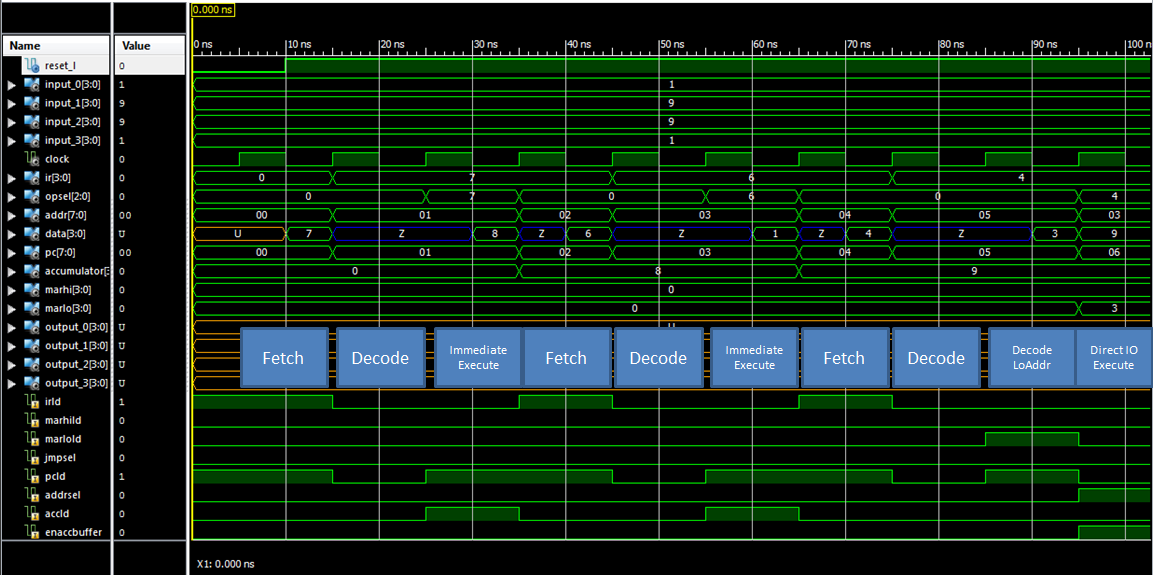 0.000 ns
Name Value 0 ns 10 ns 20 ns 30 ns 40 ns 50 ns 60 ns 70 ns 80 ns 90 ns 100 n
reset_l 0
input_0[3:0] 1 1
input_1[3:0] 9 9
input_2[3:0] 9 9
input_3[3:0] 1 1
clock 0
ir[3:0] 0 0 7 6 4
opsel[2:0] 0 0 7 0 6 0 4
addr[7:0] 00 00 01 02 03 04 05 03
data[3:0] U U 7 Z 8 Z 6 Z 1 Z 4 Z 3 9
pc[7:0] 00 00 01 02 03 04 05 06
accumulator[3 0 0 8 9
marhi[3:0] 0 0
marlo[3:0] 0 0 3
output_0[3:0] U
output_1[3:0] U
output_2[3:0] U
output_3[3:0] U
Fetch Decode Immediate Execute Fetch Decode Immediate Execute Fetch Decode Decode LoAddr Direct IO Execute
irld 1
marhild 0
marlold 0
jmpsel 0
pcld 1
addrsel 0
accld 0
enaccbuffer 0
X1: 0.000 ns